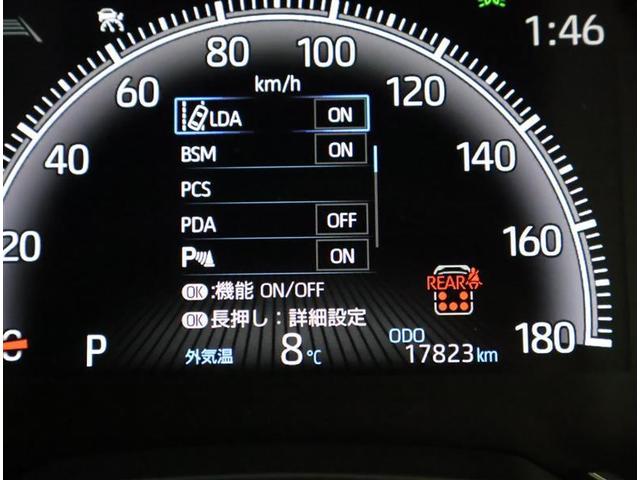 1:46
80
100
km/h
60
120
LDA ON
BSM ON
40
140
PCS
PDA OFF
P ON
20
160
REAR
OK:機能 ON/OFF
OK長押し:詳細設定
P
180
外気温 8℃
ODO
17823km